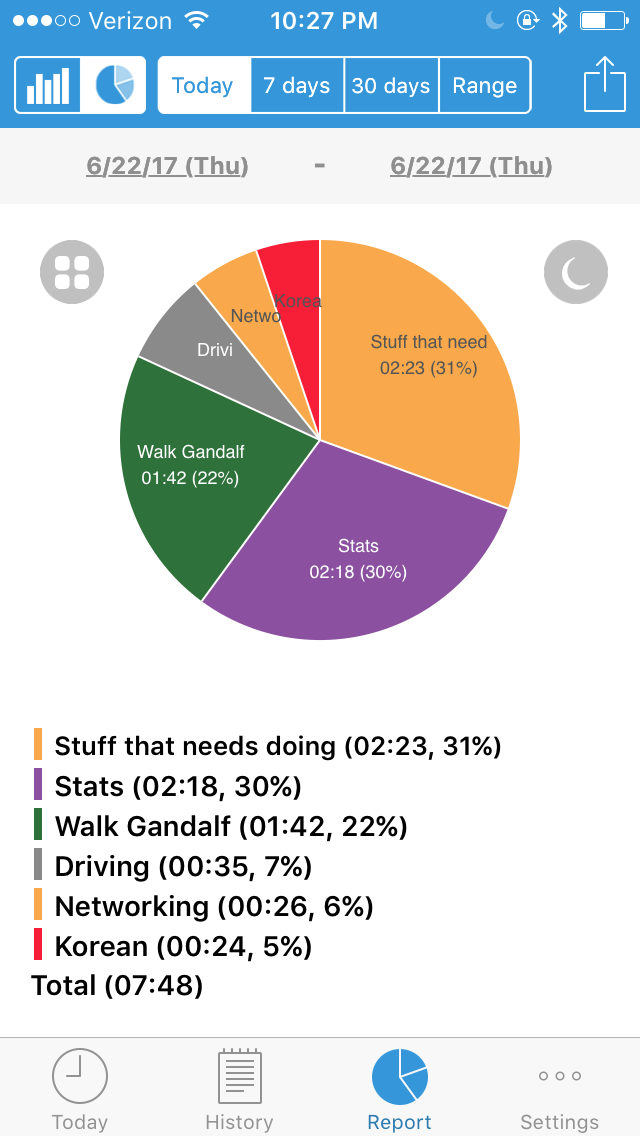 Verizon 10:27 PM
Today 7 days 30 days Range
6/22/17 (Thu) - 6/22/17 (Thu)
Korea
Netwo
Stuff that need
02:23 (31%)
Drivi
Walk Gandalf
01:42 (22%)
Stats
02:18 (30%)
Stuff that needs doing (02:23, 31%)
Stats (02:18, 30%)
Walk Gandalf (01:42, 22%)
Driving (00:35, 7%)
Networking (00:26, 6%)
Korean (00:24, 5%)
Total (07:48)
Today History Report Settings